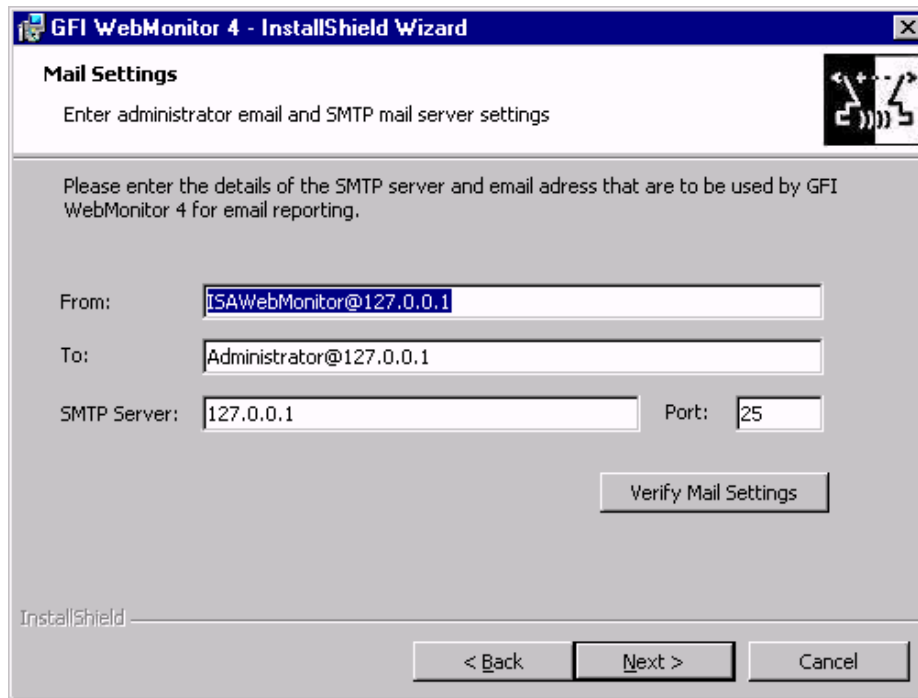 GFI WebMonitor 4 - InstallShield Wizard
Mail Settings
Enter administrator email and SMTP mail server settings
Please enter the details of the SMTP server and email adress that are to be used by GFI
WebMonitor 4 for email reporting.
From: ISAWebMonitor@127.0.0.1
To: Administrator@127.0.0.1
SMTP Server: 127.0.0.1 Port: 25
Verify Mail Settings
InstallShield
< Back Next > Cancel